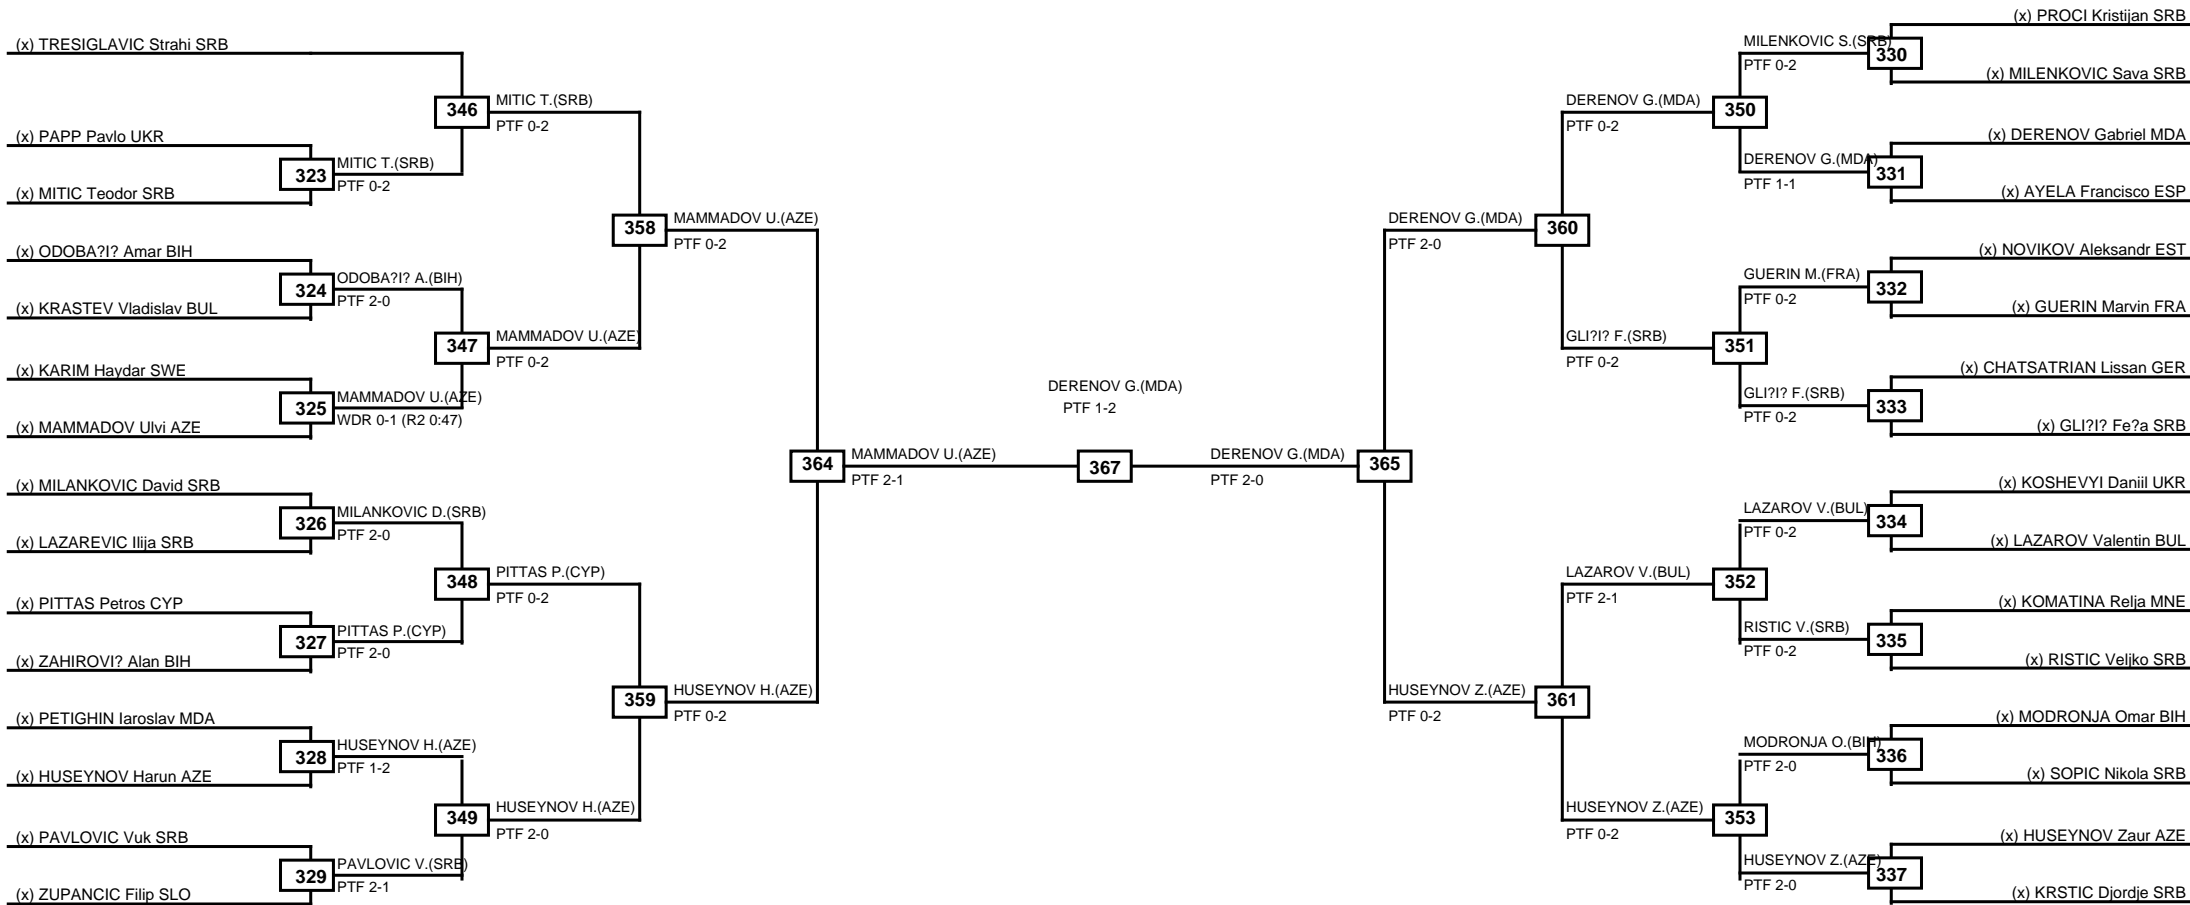 (x) TRESIGLAVIC Strahi SRB
346
MITIC T.(SRB)
PTF 0-2
(x) PAPP Pavlo UKR
323
MITIC T.(SRB)
PTF 0-2
(x) MITIC Teodor SRB
358
MAMMADOV U.(AZE)
PTF 0-2
(x) ODOBA?I? Amar BIH
324
ODOBA?I? A.(BIH)
PTF 2-0
(x) KRASTEV Vladislav BUL
347
MAMMADOV U.(AZE)
PTF 0-2
(x) KARIM Haydar SWE
325
MAMMADOV U.(AZE)
WDR 0-1 (R2 0:47)
(x) MAMMADOV Ulvi AZE
364
MAMMADOV U.(AZE)
PTF 2-1
(x) MILANKOVIC David SRB
326
MILANKOVIC D.(SRB)
PTF 2-0
(x) LAZAREVIC Ilija SRB
348
PITTAS P.(CYP)
PTF 0-2
(x) PITTAS Petros CYP
327
PITTAS P.(CYP)
PTF 2-0
(x) ZAHIROVI? Alan BIH
359
HUSEYNOV H.(AZE)
PTF 0-2
(x) PETIGHIN Iaroslav MDA
328
HUSEYNOV H.(AZE)
PTF 1-2
(x) HUSEYNOV Harun AZE
349
HUSEYNOV H.(AZE)
PTF 2-0
(x) PAVLOVIC Vuk SRB
329
PAVLOVIC V.(SRB)
PTF 2-1
(x) ZUPANCIC Filip SLO
DERENOV G.(MDA)
PTF 1-2
367
(x) PROCI Kristijan SRB
MILENKOVIC S.(SRB)
330
PTF 0-2
(x) MILENKOVIC Sava SRB
DERENOV G.(MDA)
350
PTF 0-2
(x) DERENOV Gabriel MDA
DERENOV G.(MDA)
331
PTF 1-1
(x) AYELA Francisco ESP
DERENOV G.(MDA)
360
PTF 2-0
(x) NOVIKOV Aleksandr EST
GUERIN M.(FRA)
332
PTF 0-2
(x) GUERIN Marvin FRA
GLI?I? F.(SRB)
351
PTF 0-2
(x) CHATSATRIAN Lissan GER
GLI?I? F.(SRB)
333
PTF 0-2
(x) GLI?I? Fe?a SRB
DERENOV G.(MDA)
365
PTF 2-0
(x) KOSHEVYI Daniil UKR
LAZAROV V.(BUL)
334
PTF 0-2
(x) LAZAROV Valentin BUL
LAZAROV V.(BUL)
352
PTF 2-1
(x) KOMATINA Relja MNE
RISTIC V.(SRB)
335
PTF 0-2
(x) RISTIC Veljko SRB
HUSEYNOV Z.(AZE)
361
PTF 0-2
(x) MODRONJA Omar BIH
MODRONJA O.(BIH)
336
PTF 2-0
(x) SOPIC Nikola SRB
HUSEYNOV Z.(AZE)
353
PTF 0-2
(x) HUSEYNOV Zaur AZE
HUSEYNOV Z.(AZE)
337
PTF 2-0
(x) KRSTIC Djordje SRB